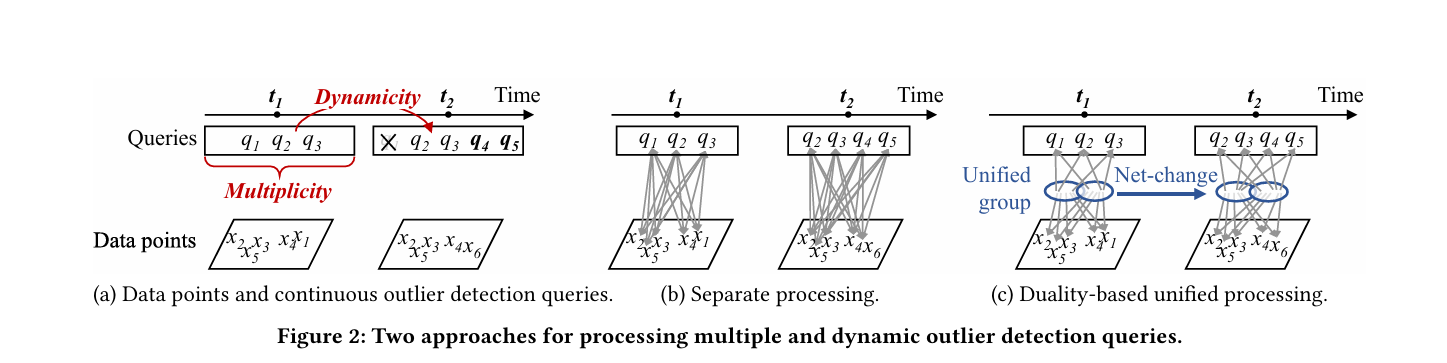 t1 Dynamicity t2 Time
Queries q1 q2 q3 q2 q3 q4 q5
Multiplicity
Data points x2 x3 x4 x1 x5 x2 x3 x4 x6 x5
(a) Data points and continuous outlier detection queries.
t1 t2 Time
q1 q2 q3 q2 q3 q4 q5
x2 x3 x4 x1 x5 x2 x3 x4 x6 x5
(b) Separate processing.
t1 t2 Time
q1 q2 q3 q2 q3 q4 q5
Unified
group
Net-change
x2 x3 x4 x1 x5 x2 x3 x4 x6 x5
(c) Duality-based unified processing.
Figure 2: Two approaches for processing multiple and dynamic outlier detection queries.